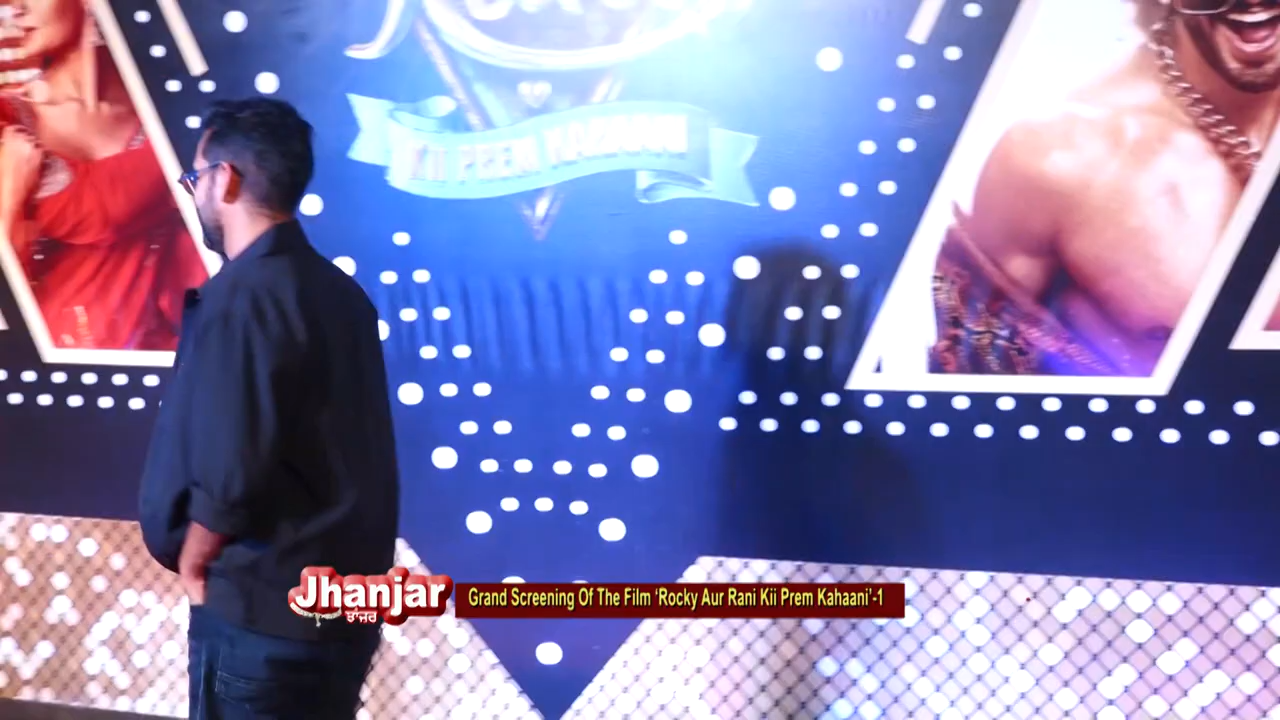 KII PREM KAHAANI
Jhanjar
ਝਾਂਜਰ
Grand Screening Of The Film ‘Rocky Aur Rani Kii Prem Kahaani’-1